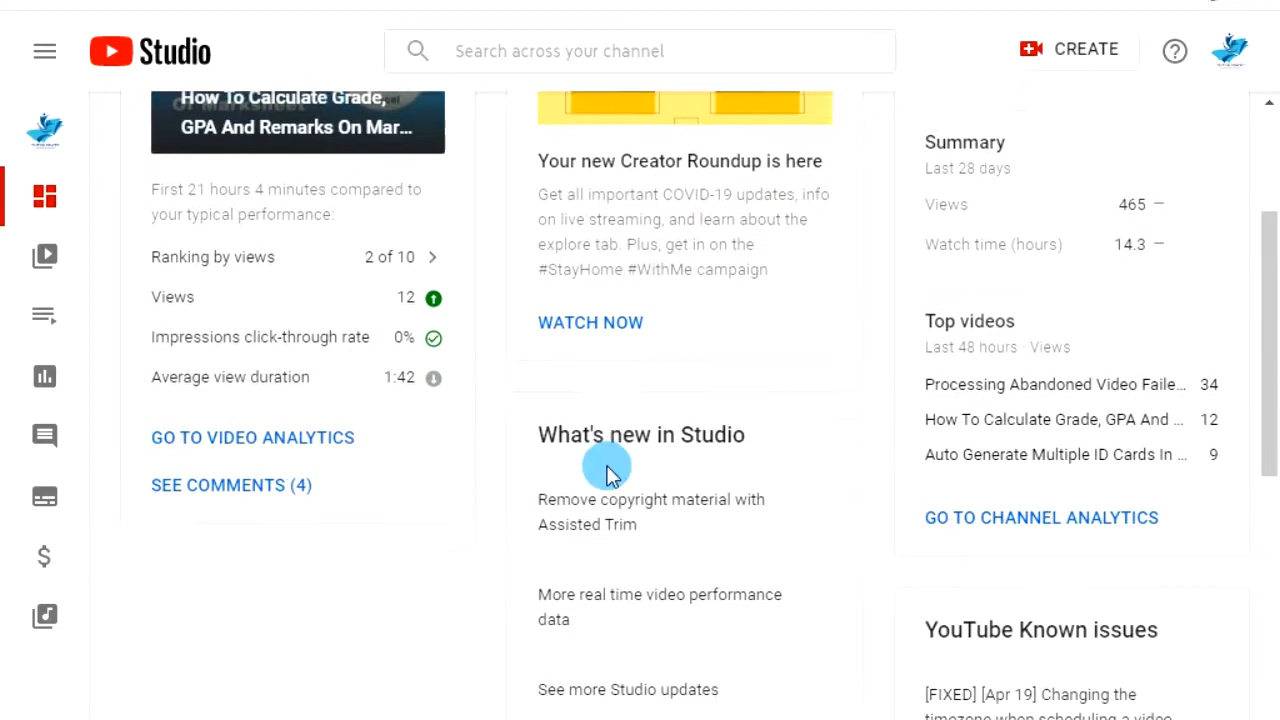 Studio
Search across your channel
CREATE
How To Calculate Grade,
GPA And Remarks On Mar...
First 21 hours 4 minutes compared to
your typical performance:
Ranking by views 2 of 10
Views 12
Impressions click-through rate 0%
Average view duration 1:42
GO TO VIDEO ANALYTICS
SEE COMMENTS (4)
Your new Creator Roundup is here
Get all important COVID-19 updates, info
on live streaming, and learn about the
explore tab. Plus, get in on the
#StayHome #WithMe campaign
WATCH NOW
What's new in Studio
Remove copyright material with
Assisted Trim
More real time video performance
data
See more Studio updates
Summary
Last 28 days
Views 465 —
Watch time (hours) 14.3 —
Top videos
Last 48 hours · Views
Processing Abandoned Video Faile... 34
How To Calculate Grade, GPA And ... 12
Auto Generate Multiple ID Cards In ... 9
GO TO CHANNEL ANALYTICS
YouTube Known issues
[FIXED] [Apr 19] Changing the
timezone when scheduling a video